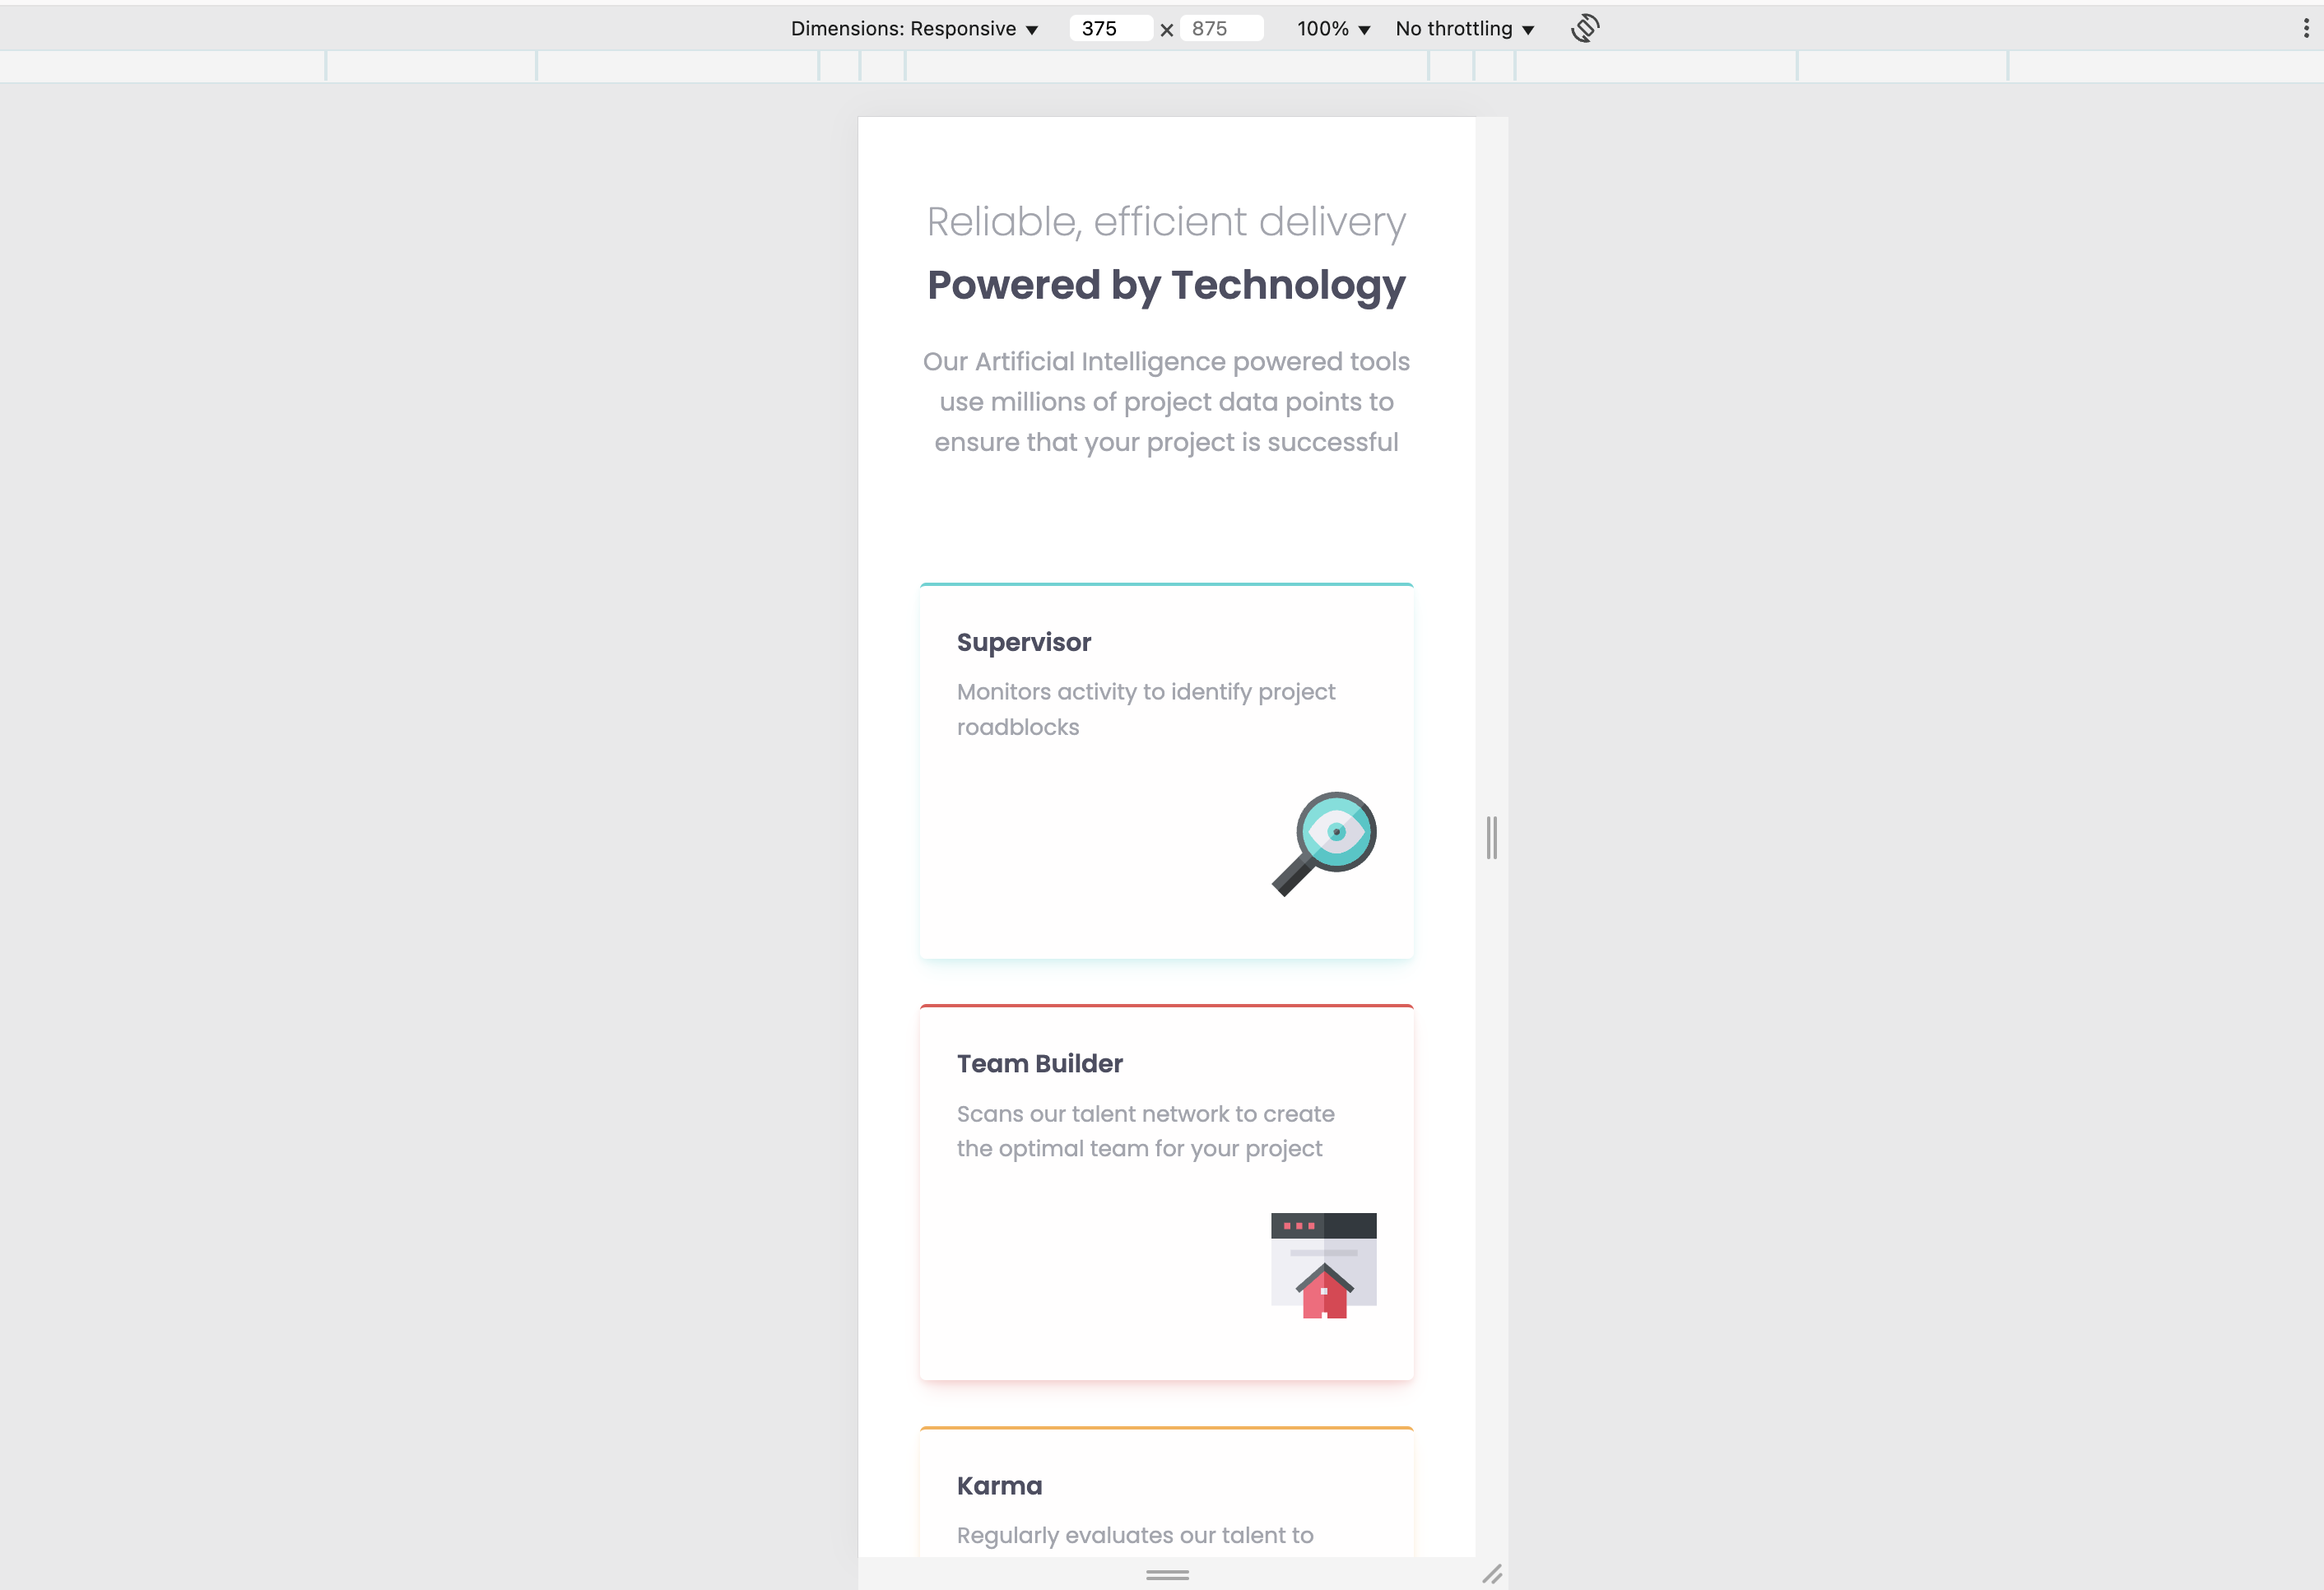 Dimensions: Responsive ▼ 375 × 875 100% ▼ No throttling ▼
Reliable, efficient delivery
Powered by Technology
Our Artificial Intelligence powered tools
use millions of project data points to
ensure that your project is successful
Supervisor
Monitors activity to identify project
roadblocks
Team Builder
Scans our talent network to create
the optimal team for your project
Karma
Regularly evaluates our talent to